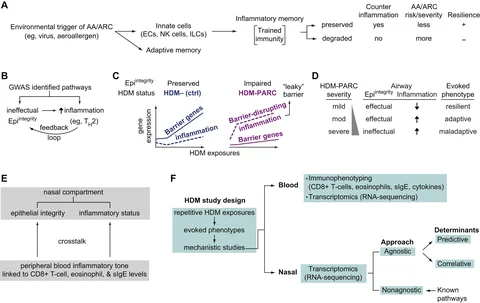 A
Environmental trigger of AA/ARC
(eg, virus, aeroallergen)
Innate cells
(ECs, NK cells, ILCs)
Adaptive memory
Inflammatory memory
Trained
immunity
preserved
degraded
Counter
inflammation
yes
no
AA/ARC
risk/severity
less
more
Resilience
+
–
B
GWAS identified pathways
ineffectual
Epi integrity
inflammation
(eg, TH2)
feedback
loop
C
Epi integrity
HDM status
Preserved
HDM– (ctrl)
Impaired
HDM-PARC
"leaky"
barrier
gene
expression
Barrier genes
inflammation
Barrier-disrupting
inflammation
Barrier genes
HDM exposures
D
HDM-PARC
severity
Airway
Epi integrity Inflammation
Evoked
phenotype
mild effectual resilient
mod effectual adaptive
severe ineffectual maladaptive
E
nasal compartment
epithelial integrity inflammatory status
crosstalk
peripheral blood inflammatory tone
linked to CD8+ T-cell, eosinophil, & sIgE levels
F
HDM study design
repetitive HDM exposures
evoked phenotypes
mechanistic studies
Blood
·Immunophenotyping
(CD8+ T-cells, eosinophils, sIgE, cytokines)
·Transcriptomics (RNA-sequencing)
Nasal
Transcriptomics
(RNA-sequencing)
Approach
Agnostic
Nonagnostic
Determinants
Predictive
Correlative
Known
pathways